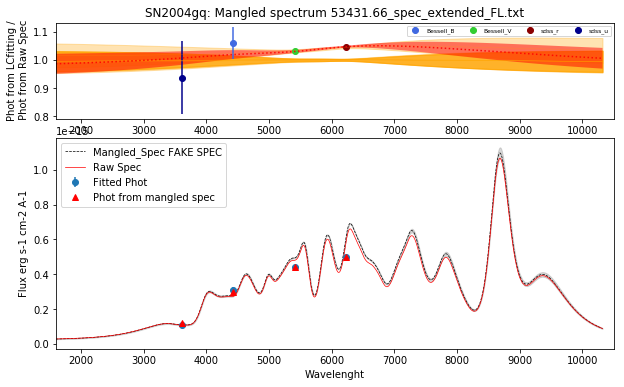 SN2004gq: Mangled spectrum 53431.66_spec_extended_FL.txt
Phot from LCfitting /
Phot from Raw Spec
1.1
1.0
0.9
0.8
Bessell_B
Bessell_V
sdss_r
sdss_u
2000 3000 4000 5000 6000 7000 8000 9000 10000
Flux erg s-1 cm-2 A-1
1.0
0.8
0.6
0.4
0.2
0.0
Mangled_Spec FAKE SPEC
Raw Spec
Fitted Phot
Phot from mangled spec
2000 3000 4000 5000 6000 7000 8000 9000 10000
Wavelenght